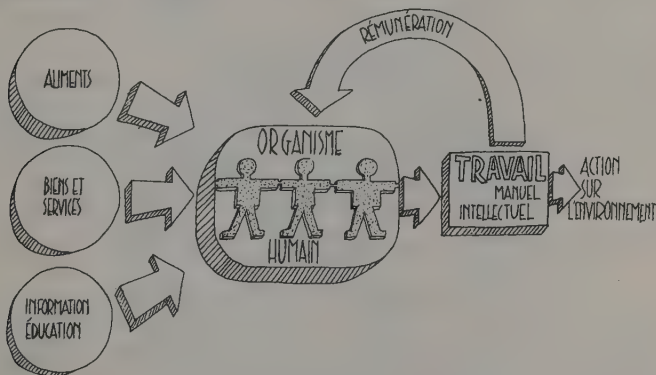 RÉMUNÉRATION
ALIMENTS
BIENS ET
SERVICES
INFORMATION
ÉDUCATION
ORGANISME
HUMAIN
TRAVAIL
MANUEL
INTELLECTUEL
ACTION
SUR
L'ENVIRONNEMENT